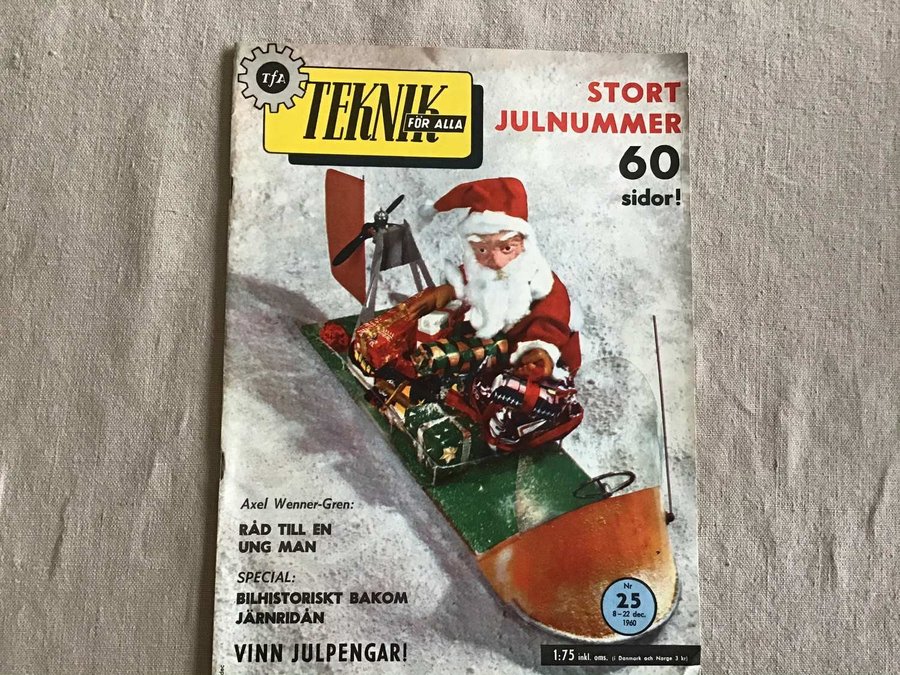 TfA
TEKNIK
FÖR ALLA
STORT
JULNUMMER
60
sidor!
Axel Wenner-Gren:
RÅD TILL EN
UNG MAN
SPECIAL:
BILHISTORISKT BAKOM
JÄRNRIDÅN
VINN JULPENGAR!
Nr
25
8-22 dec.
1960
1:75 inkl. oms. (i Danmark och Norge 3 kr)